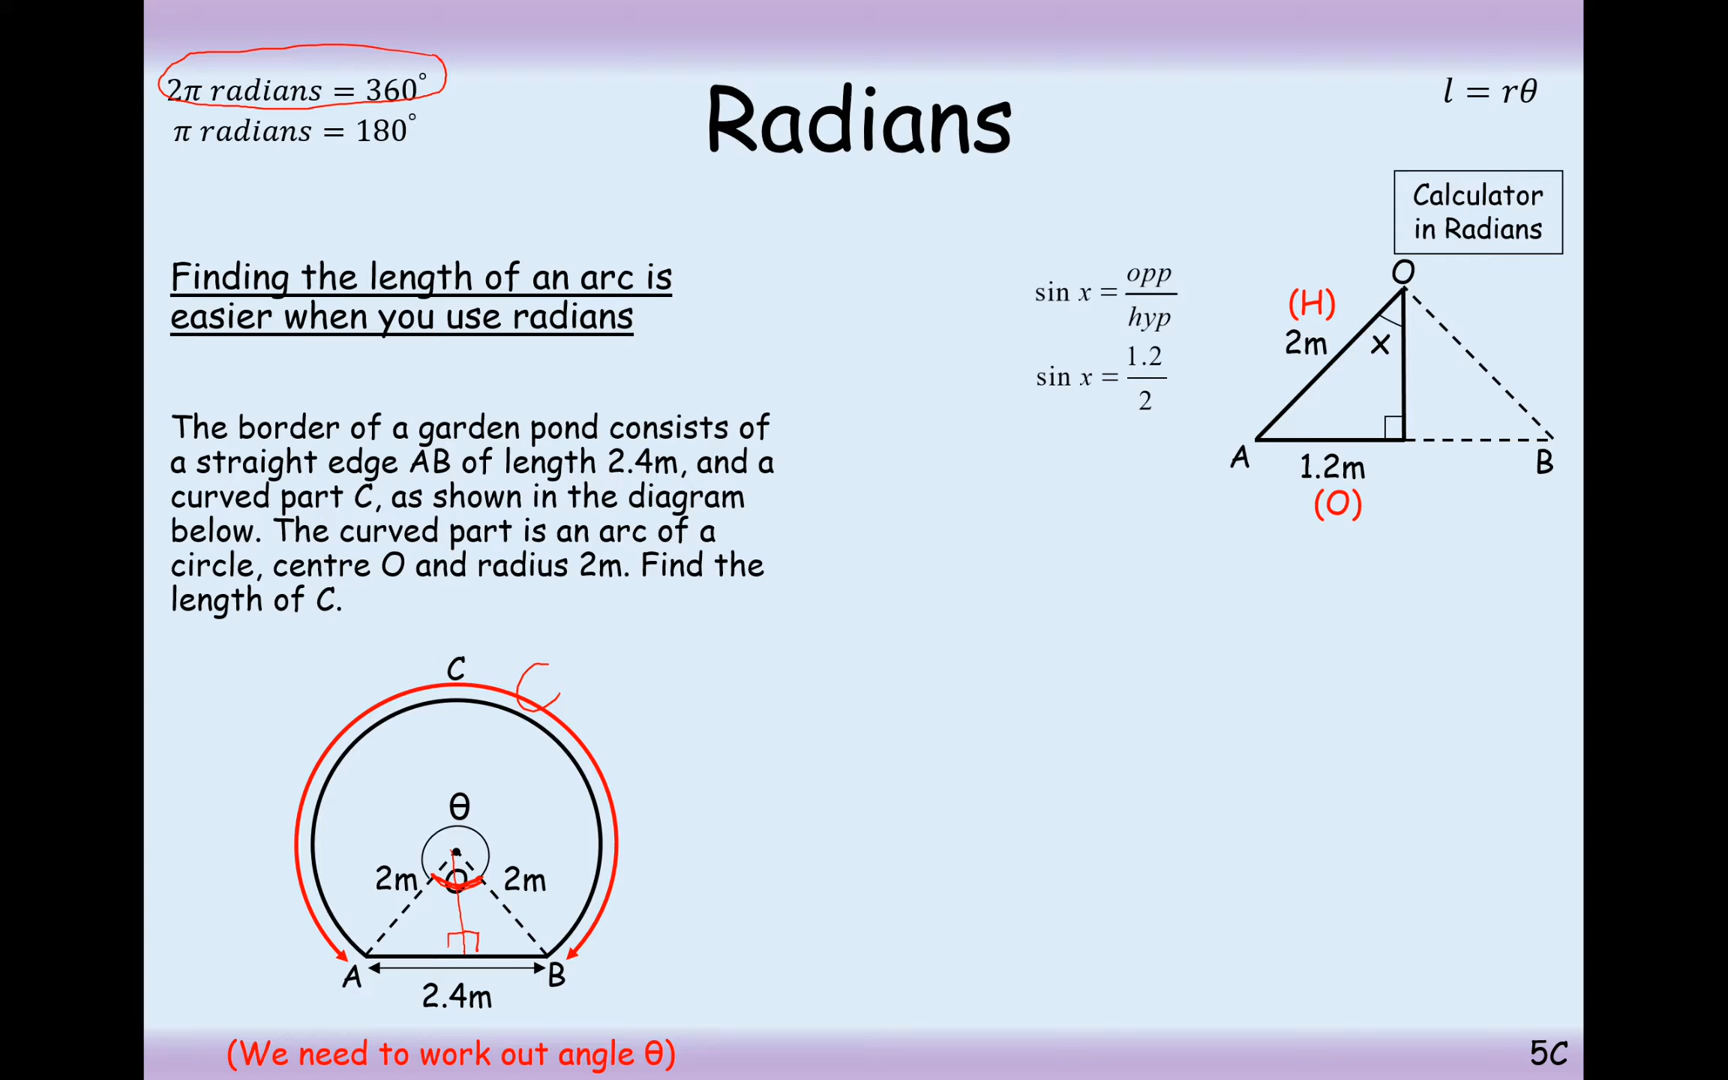 2π radians = 360°
π radians = 180°
Radians
l = rθ
Calculator
in Radians
Finding the length of an arc is
easier when you use radians
sin x = opp/hyp
sin x = 1.2/2
O
(H)
2m
x
A
B
1.2m
(O)
The border of a garden pond consists of
a straight edge AB of length 2.4m, and a
curved part C, as shown in the diagram
below. The curved part is an arc of a
circle, centre O and radius 2m. Find the
length of C.
C
C
θ
2m
O
2m
A
B
2.4m
(We need to work out angle θ)
5C